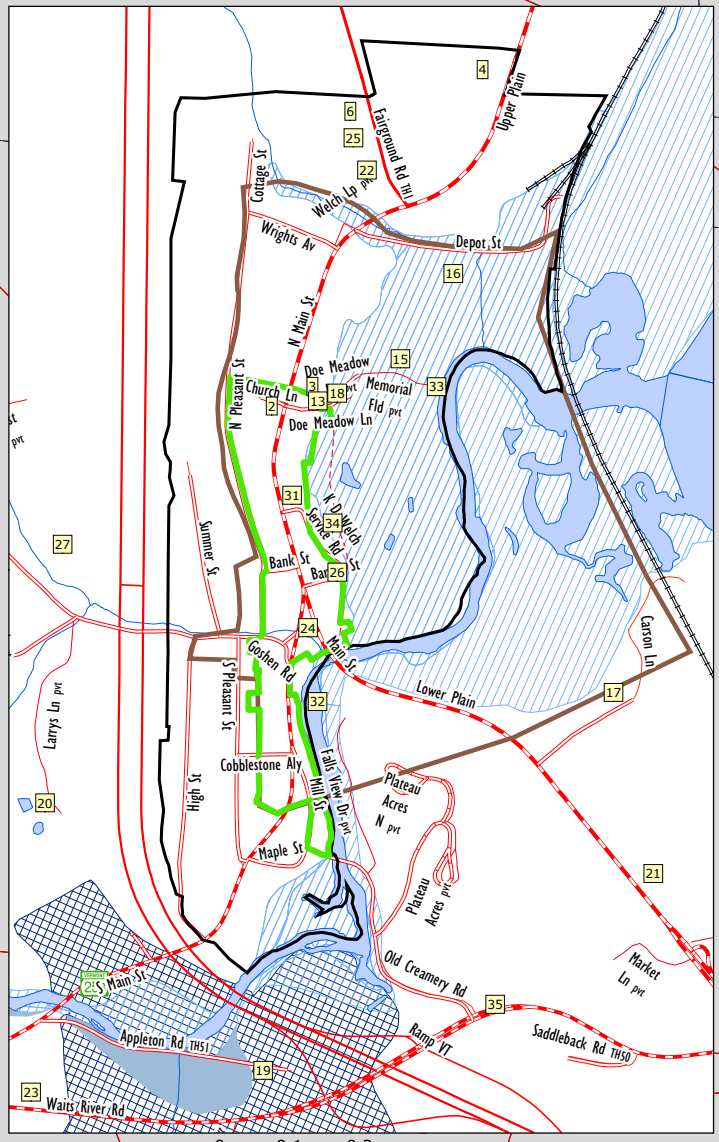 4
Upper Plain
6
Fairground Rd TH1
25
22
Cottage St
Welch Lp pvt
Wrights Av
Depot St
16
N Main St
Doe Meadow
15
N Pleasant St
Church Ln
3
18
pvt
Memorial
33
2
13
Fld pvt
Doe Meadow Ln
st
pvt
31
K D Welch
Service Rd
34
Summer St
27
Bank St
26
St
24
Main St
Goshen Rd
Carson Ln
S Pleasant St
Lower Plain
17
32
Larrys Ln pvt
Cobblestone Aly
Falls View Dr pvt
Mill St
High St
Plateau
Acres
N pvt
20
Maple St
21
Plateau
Acres pvt
Market
Ln pvt
Old Creamery Rd
VERMONT
25
S Main St
35
Appleton Rd TH51
Ramp VT
Saddleback Rd TH50
19
23
Waits River Rd